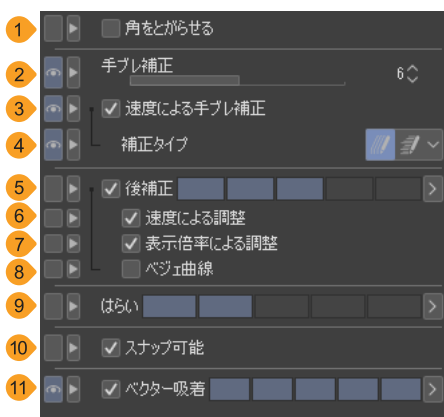 1 角をとがらせる
2 手ブレ補正 6
3 速度による手ブレ補正
4 補正タイプ
5 後補正
6 速度による調整
7 表示倍率による調整
8 ベジェ曲線
9 はらい
10 スナップ可能
11 ベクター吸着